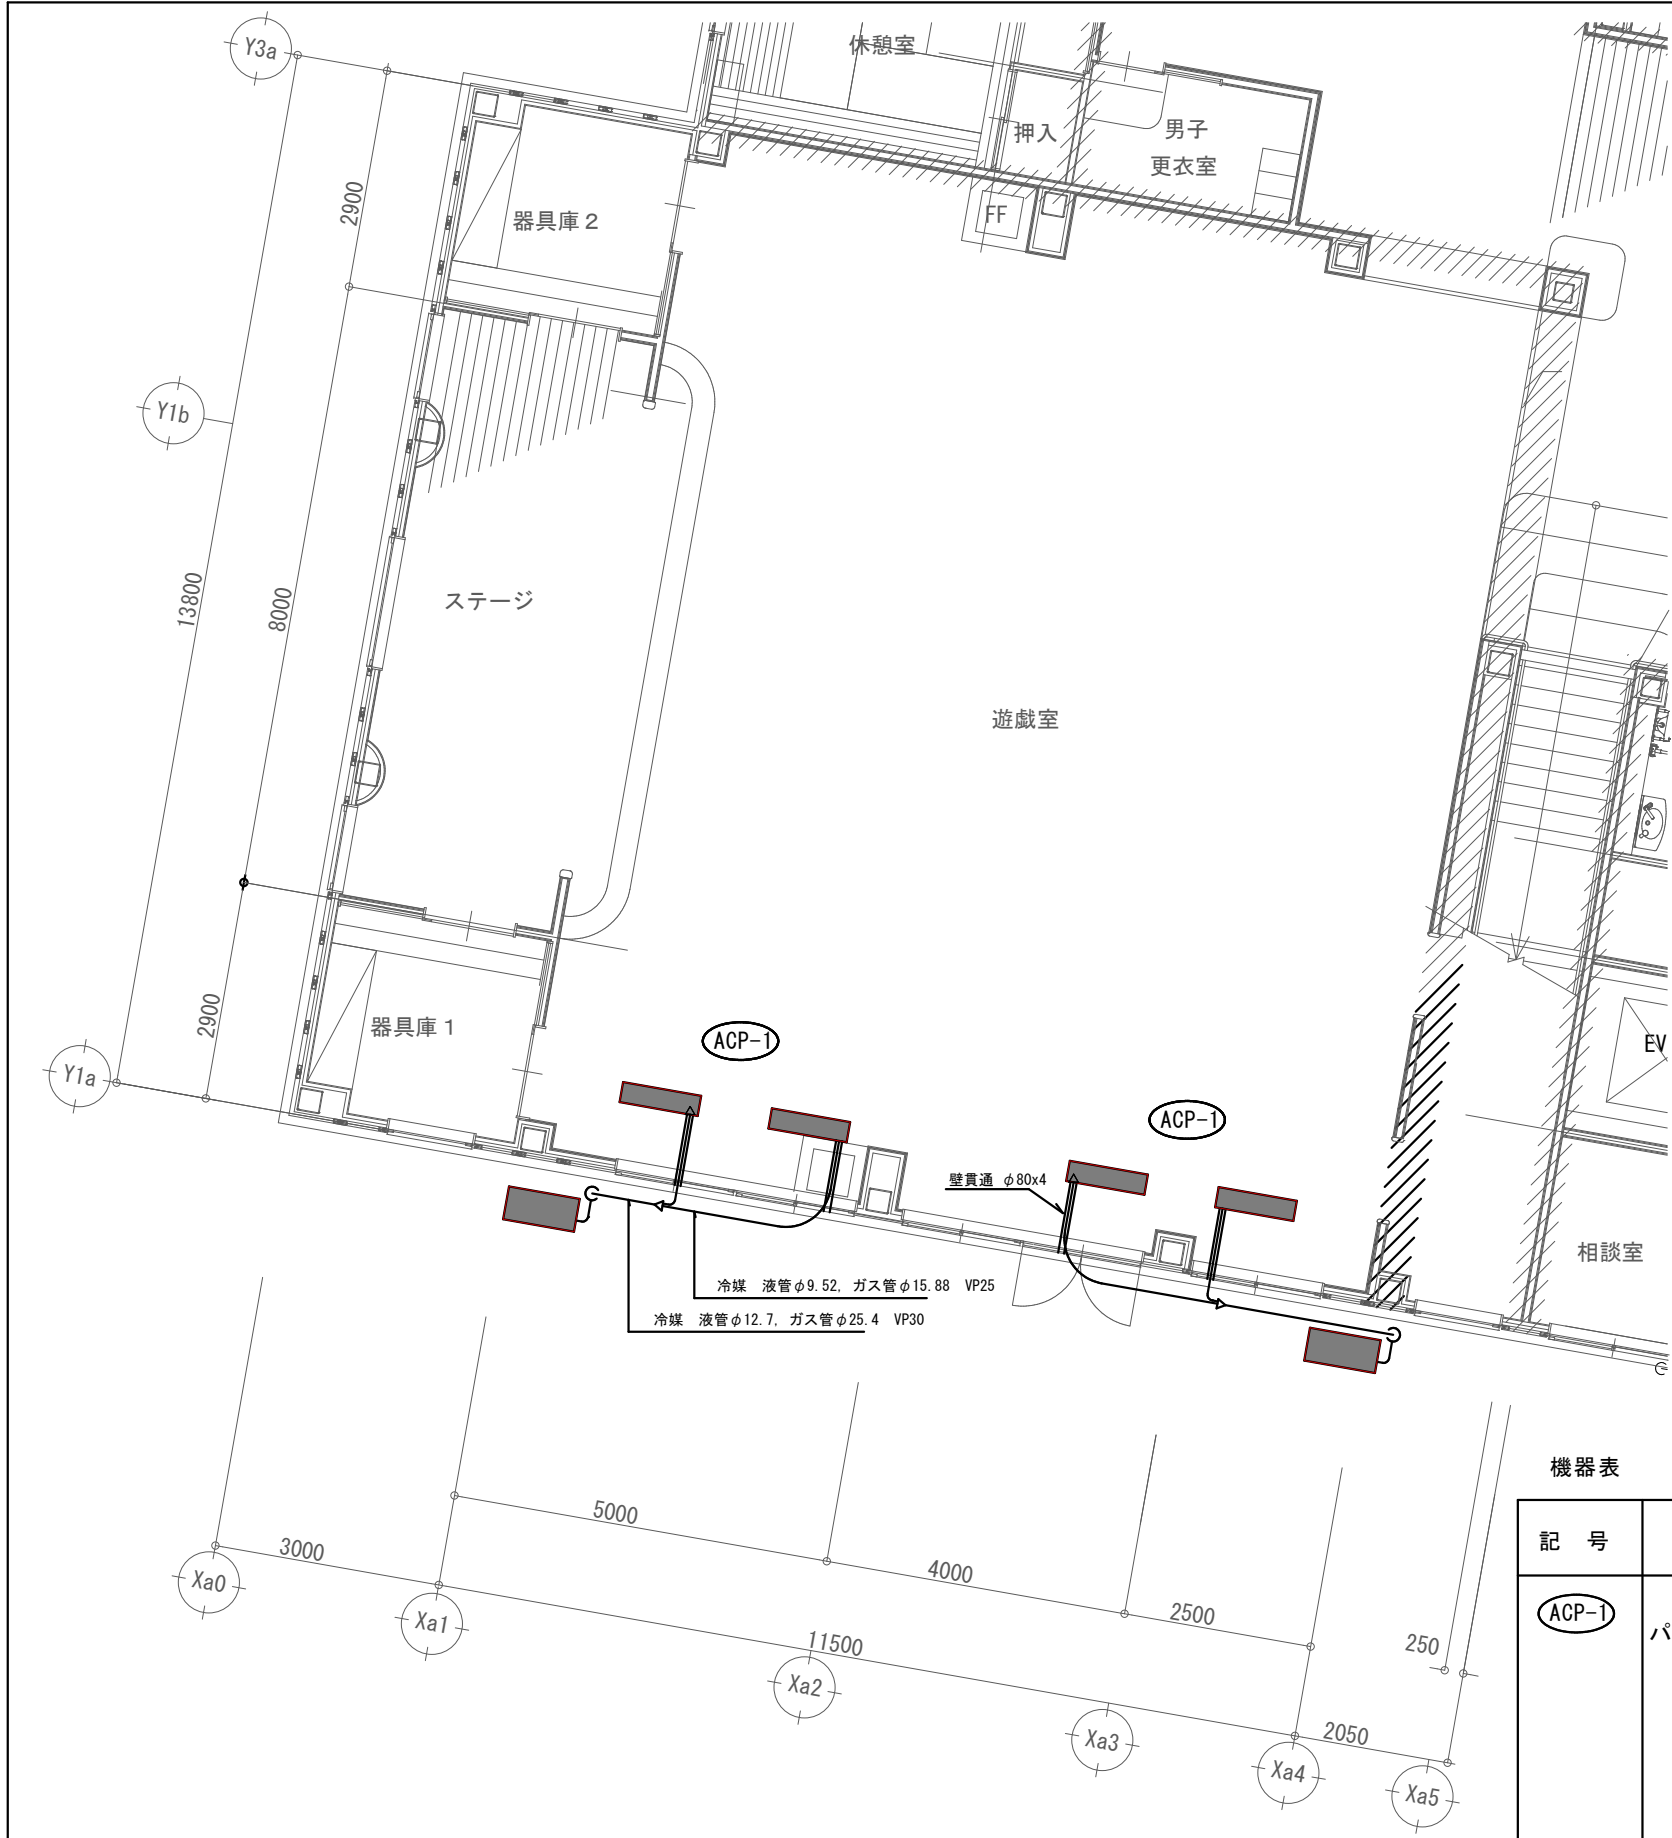 Y3a
休憩室
押入
男子
更衣室
FF
2900
器具庫2
Y1b
13800
8000
ステージ
遊戯室
2900
器具庫1
Y1a
ACP-1
ACP-1
EV
壁貫通 φ80x4
相談室
冷媒 液管φ9.52, ガス管φ15.88 VP25
冷媒 液管φ12.7, ガス管φ25.4 VP30
機器表
記 号
ACP-1
パ
5000
3000
4000
2500
11500
250
2050
Xa0
Xa1
Xa2
Xa3
Xa4
Xa5